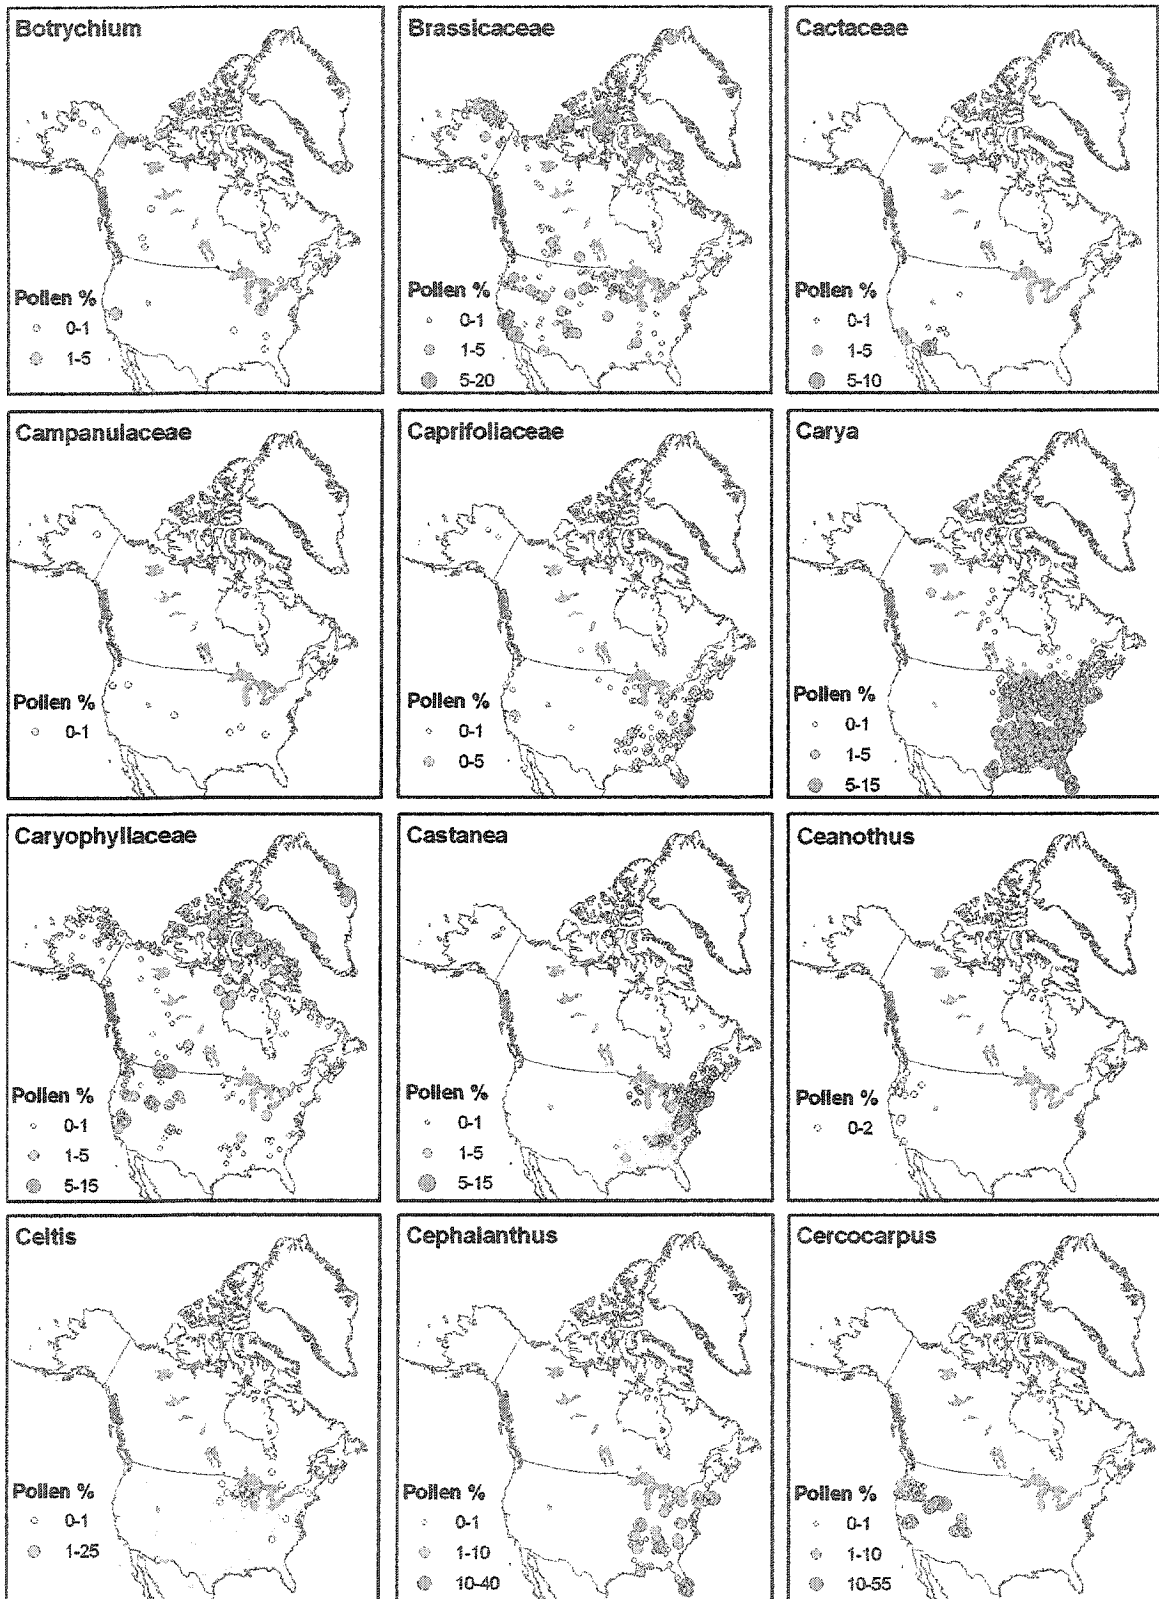 Botrychium
Pollen %
0-1
1-5
Brassicaceae
Pollen %
0-1
1-5
5-20
Cactaceae
Pollen %
0-1
1-5
5-10
Campanulaceae
Pollen %
0-1
Caprifoliaceae
Pollen %
0-1
0-5
Carya
Pollen %
0-1
1-5
5-15
Caryophyllaceae
Pollen %
0-1
1-5
5-15
Castanea
Pollen %
0-1
1-5
5-15
Ceanothus
Pollen %
0-2
Celtis
Pollen %
0-1
1-25
Cephalanthus
Pollen %
0-1
1-10
10-40
Cercocarpus
Pollen %
0-1
1-10
10-55